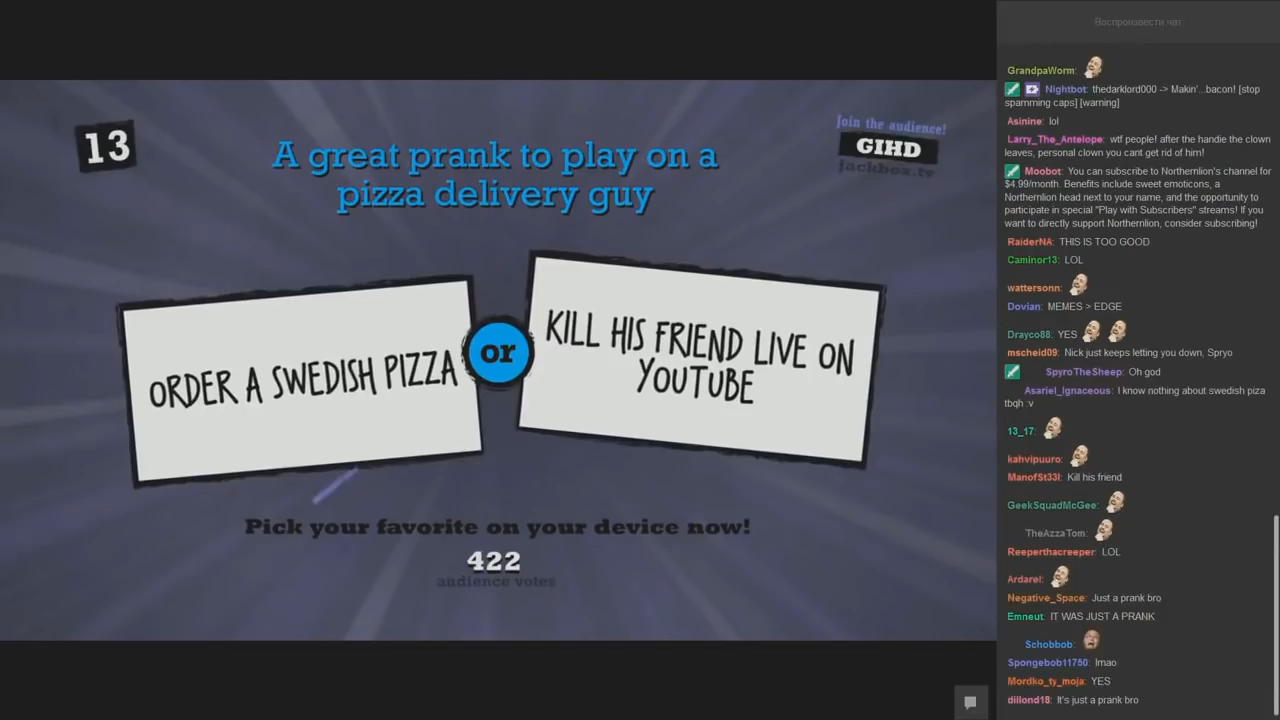 13
A great prank to play on a
pizza delivery guy
Join the audience!
GIHD
jackbox.tv
ORDER A SWEDISH PIZZA
or
KILL HIS FRIEND LIVE ON
YOUTUBE
Pick your favorite on your device now!
422
audience votes
Воспроизвести чат
GrandpaWorm:
Nightbot: thedarklord000 -> Makin'...bacon! [stop
spamming caps] [warning]
Asinine: lol
Larry_The_Antelope: wtf people! after the handie the clown
leaves, personal clown you cant get rid of him!
Moobot: You can subscribe to Northernlion's channel for
$4.99/month. Benefits include sweet emoticons, a
Northernlion head next to your name, and the opportunity to
participate in special "Play with Subscribers" streams! If you
want to directly support Northernlion, consider subscribing!
RaiderNA: THIS IS TOO GOOD
Caminor13: LOL
wattersonn:
Dovian: MEMES > EDGE
Drayco88: YES
mscheid09: Nick just keeps letting you down, Spryo
SpyroTheSheep: Oh god
Asariel_Ignaceous: I know nothing about swedish piza
tbqh :v
13_17:
kahvipuuro:
ManofSt33l: Kill his friend
GeekSquadMcGee:
TheAzzaTom:
Reeperthacreeper: LOL
Ardarel:
Negative_Space: Just a prank bro
Emneut: IT WAS JUST A PRANK
Schobbob:
Spongebob11750: lmao
Mordko_ty_moja: YES
dillond18: It's just a prank bro